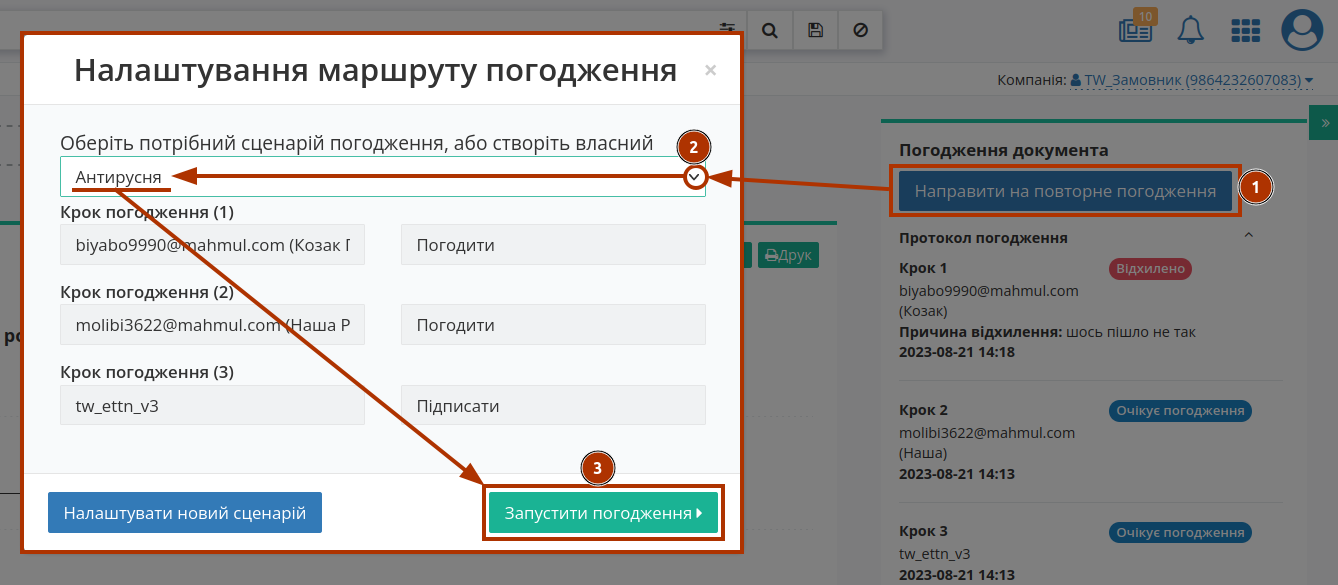 10
Компанія: TW_Замовник (9864232607083)
Налаштування маршруту погодження
×
Оберіть потрібний сценарій погодження, або створіть власний
2
Антирусня
Крок погодження (1)
biyabo9990@mahmul.com (Козак Г
Погодити
Крок погодження (2)
molibi3622@mahmul.com (Наша Р
Погодити
Крок погодження (3)
tw_ettn_v3
Підписати
3
Налаштувати новий сценарій
Запустити погодження
Друк
»
Погодження документа
Направити на повторне погодження
1
Протокол погодження
Крок 1
Відхилено
biyabo9990@mahmul.com
(Козак)
Причина відхилення: шось пішло не так
2023-08-21 14:18
Крок 2
Очікує погодження
molibi3622@mahmul.com
(Наша)
2023-08-21 14:13
Крок 3
Очікує погодження
tw_ettn_v3
2023-08-21 14:13